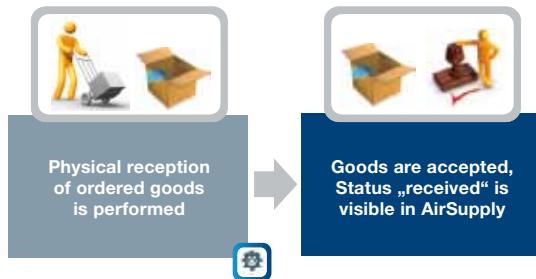 Physical reception
of ordered goods
is performed
Goods are accepted,
Status „received“ is
visible in AirSupply